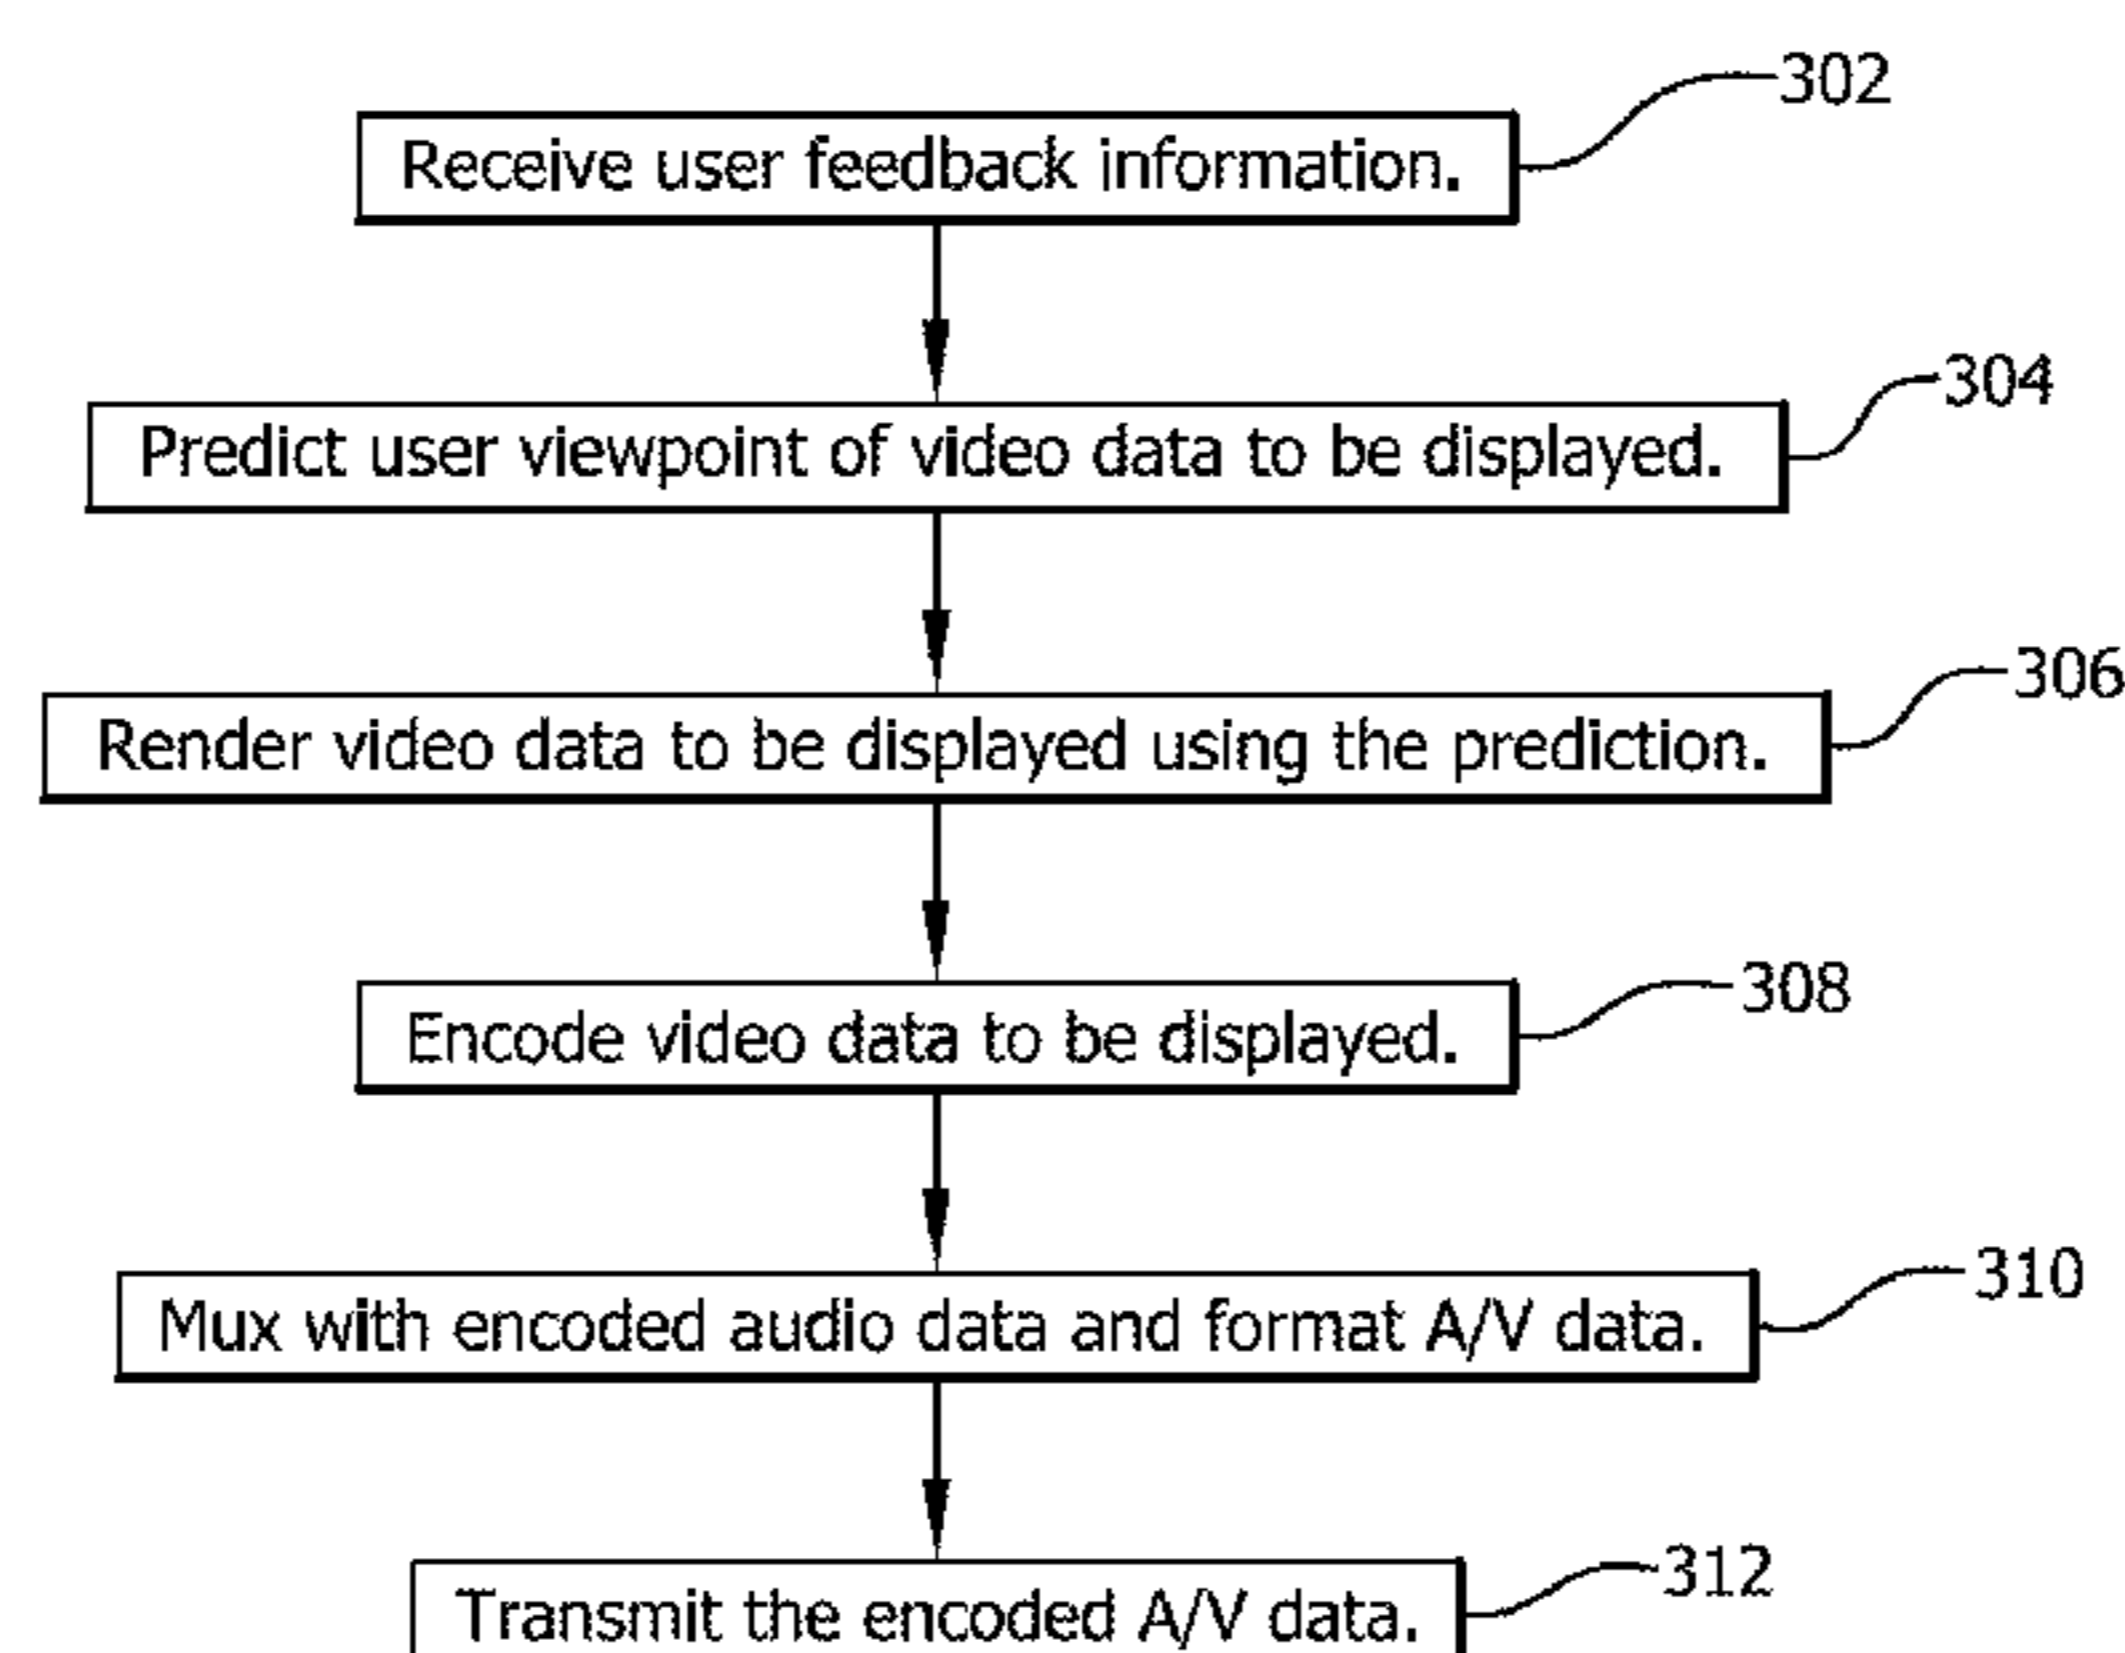 302
Receive user feedback information.
304
Predict user viewpoint of video data to be displayed.
306
Render video data to be displayed using the prediction.
308
Encode video data to be displayed.
310
Mux with encoded audio data and format A/V data.
312
Transmit the encoded A/V data.